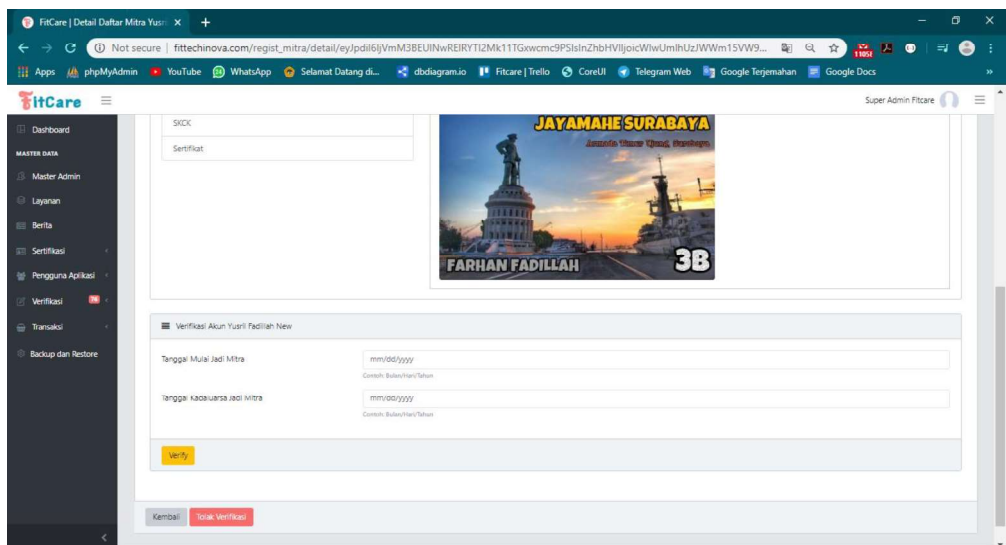 FitCare | Detail Daftar Mitra Yusri
Not secure | fittechinova.com/regist_mitra/detail/
Apps phpMyAdmin YouTube WhatsApp Selamat Datang di... dbdiagram.io Fitcare | Trello CoreUI Telegram Web Google Terjemahan Google Docs
FitCare
Super Admin Fitcare
Dashboard
MASTER DATA
Master Admin
Layanan
Berita
Sertifikasi
Pengguna Aplikasi
Verifikasi
Transaksi
Backup dan Restore
SKCK
Sertifikat
JAYAMAHE SURABAYA
Surabaya
FARHAN FADILLAH
3B
Verifikasi Akun Yusril Fadillah New
Tanggal Mulai Jadi Mitra
mm/dd/yyyy
Contoh: Bulan/Hari/Tahun
Tanggal Kadaluarsa Jadi Mitra
mm/dd/yyyy
Contoh: Bulan/Hari/Tahun
Verify
Kembali
Tolak Verifikasi